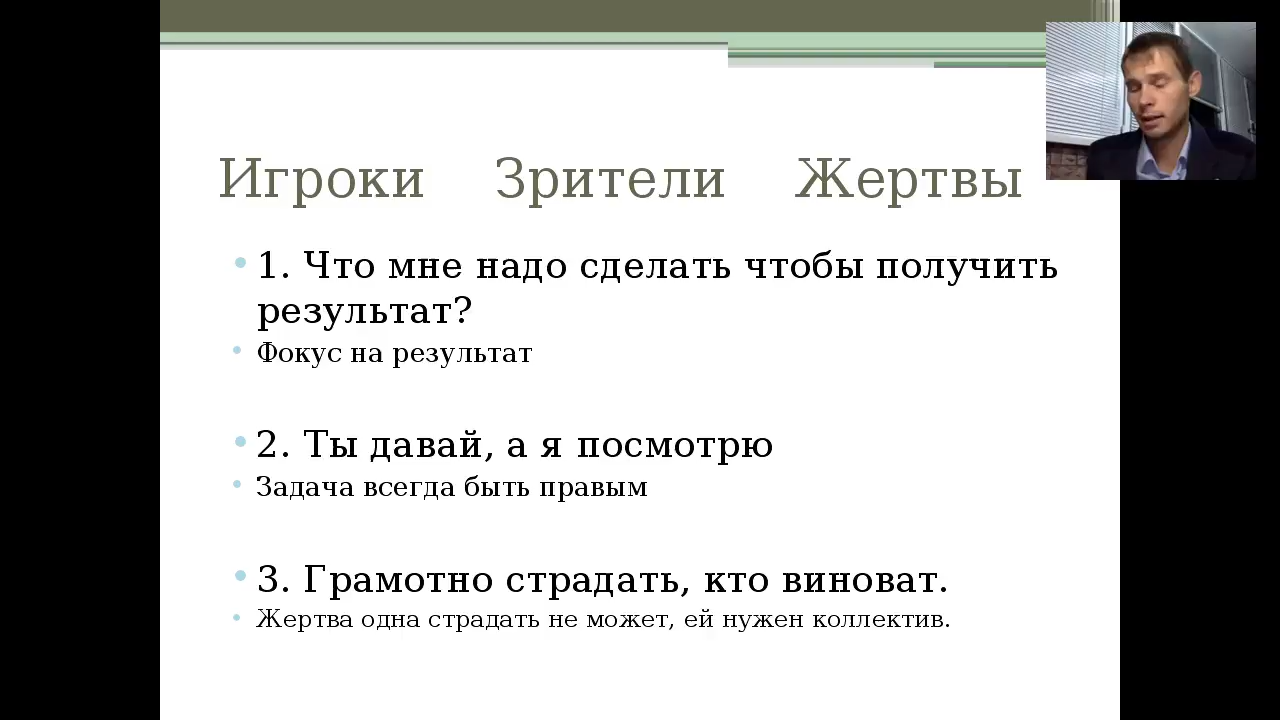 Игроки Зрители Жертвы
1. Что мне надо сделать чтобы получить
результат?
Фокус на результат
2. Ты давай, а я посмотрю
Задача всегда быть правым
3. Грамотно страдать, кто виноват.
Жертва одна страдать не может, ей нужен коллектив.